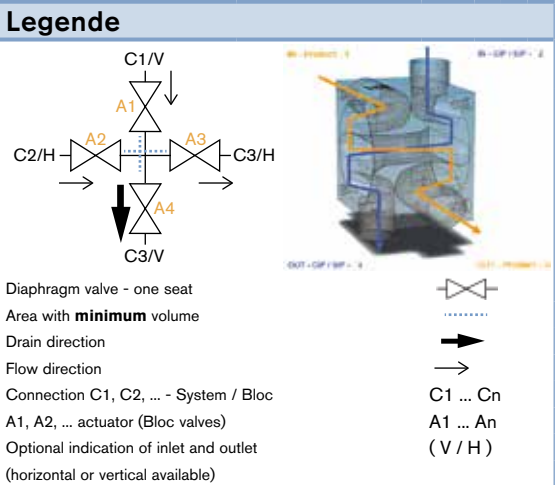 Legende
C1/V
A1
A2
A3
C2/H
C3/H
A4
C3/V
Diaphragm valve - one seat
Area with minimum volume
Drain direction
Flow direction
Connection C1, C2, ... - System / Bloc
C1 ... Cn
A1, A2, ... actuator (Bloc valves)
A1 ... An
Optional indication of inlet and outlet
( V / H )
(horizontal or vertical available)